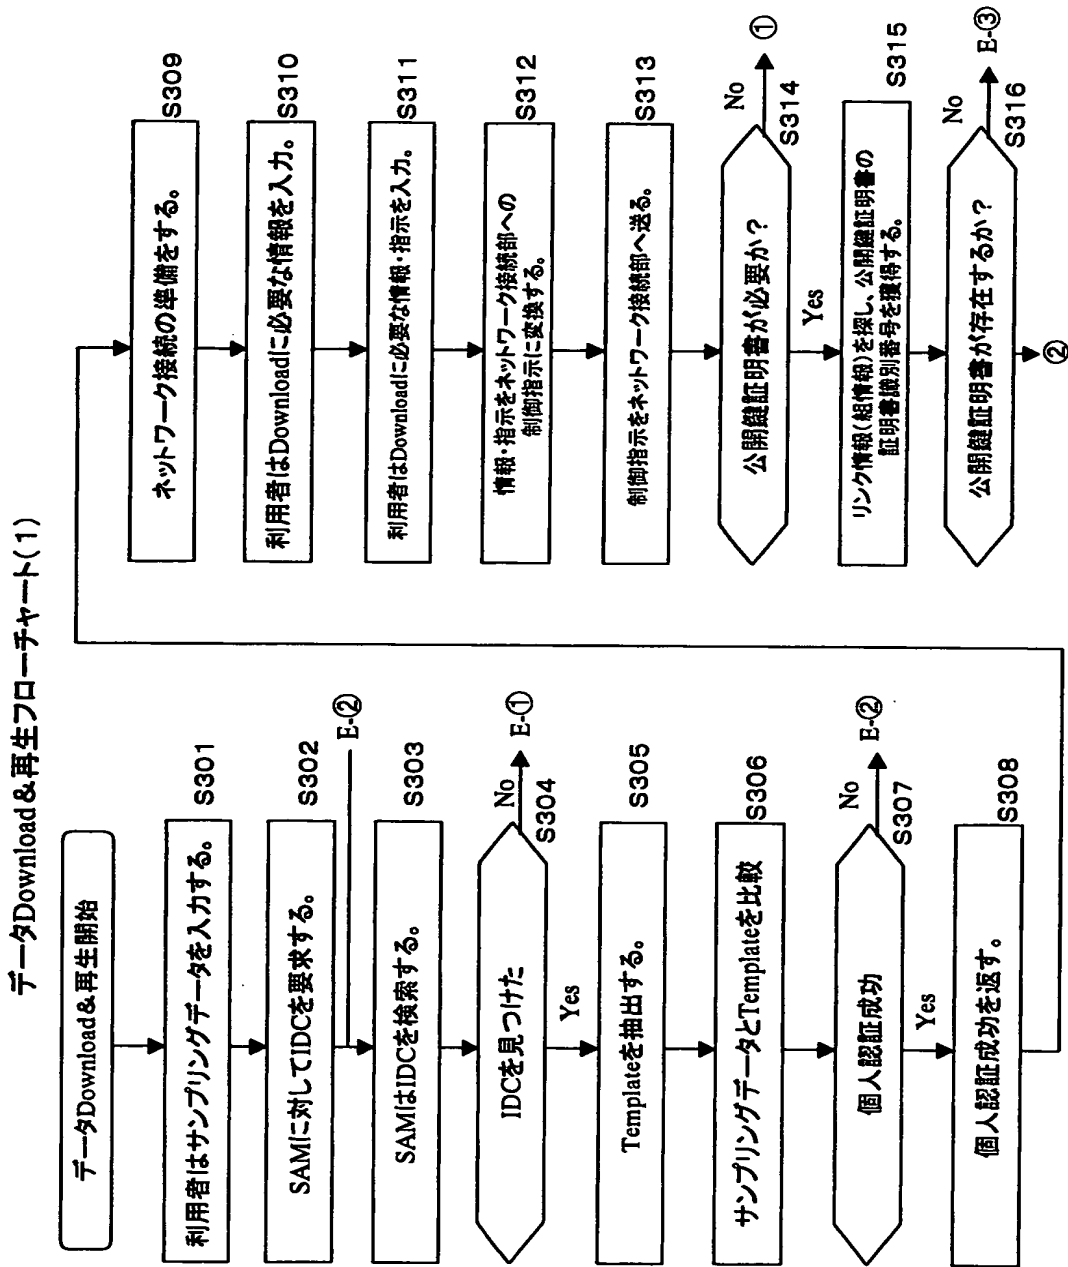 データDownload＆再生フローチャート(1)
データDownload＆再生開始
利用者はサンプリングデータを入力する。
S301
SAMに対してIDCを要求する。
S302
E-②
SAMはIDCを検索する。
S303
IDCを見つけた
No
E-①
S304
Yes
Templateを抽出する。
S305
サンプリングデータとTemplateを比較
S306
個人認証成功
No
E-②
S307
Yes
個人認証成功を返す。
S308
ネットワーク接続の準備をする。
S309
利用者はDownloadに必要な情報を入力。
S310
利用者はDownloadに必要な情報・指示を入力。
S311
情報・指示をネットワーク接続部への
制御指示に変換する。
S312
制御指示をネットワーク接続部へ送る。
S313
公開鍵証明書が必要か？
No
①
S314
Yes
リンク情報(組情報)を探し、公開鍵証明書の
証明書識別番号を獲得する。
S315
公開鍵証明書が存在するか？
No
E-③
S316
②